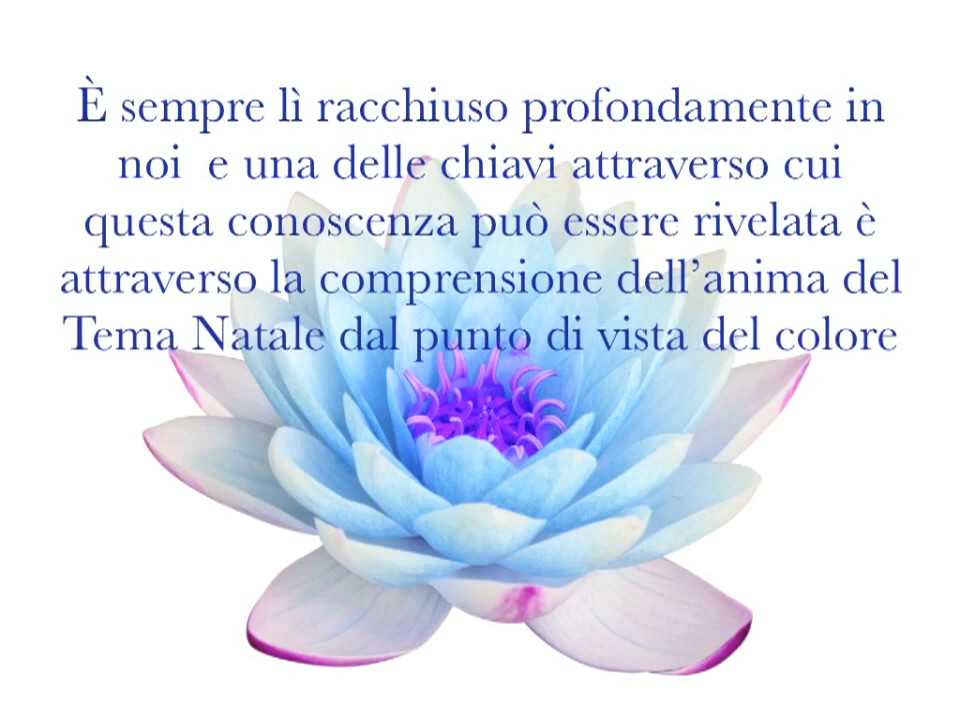 È sempre lì racchiuso profondamente in
noi  e una delle chiavi attraverso cui
questa conoscenza può essere rivelata è
attraverso la comprensione dell’anima del
Tema Natale dal punto di vista del colore